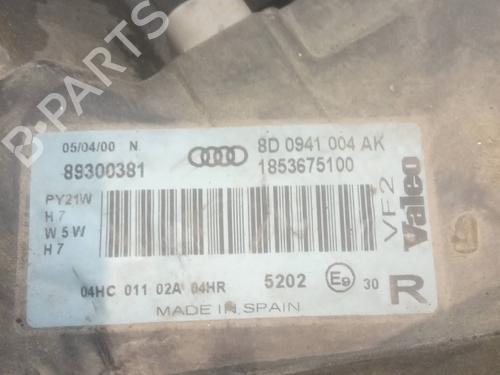 05/04/00 N
8D 0941 004 AK
89300381
1853675100
PY21W
H7
W5W
H7
VF2
Valeo
04HC 011 02A 04HR
5202
E9
30
R
MADE IN SPAIN
B-PARTS